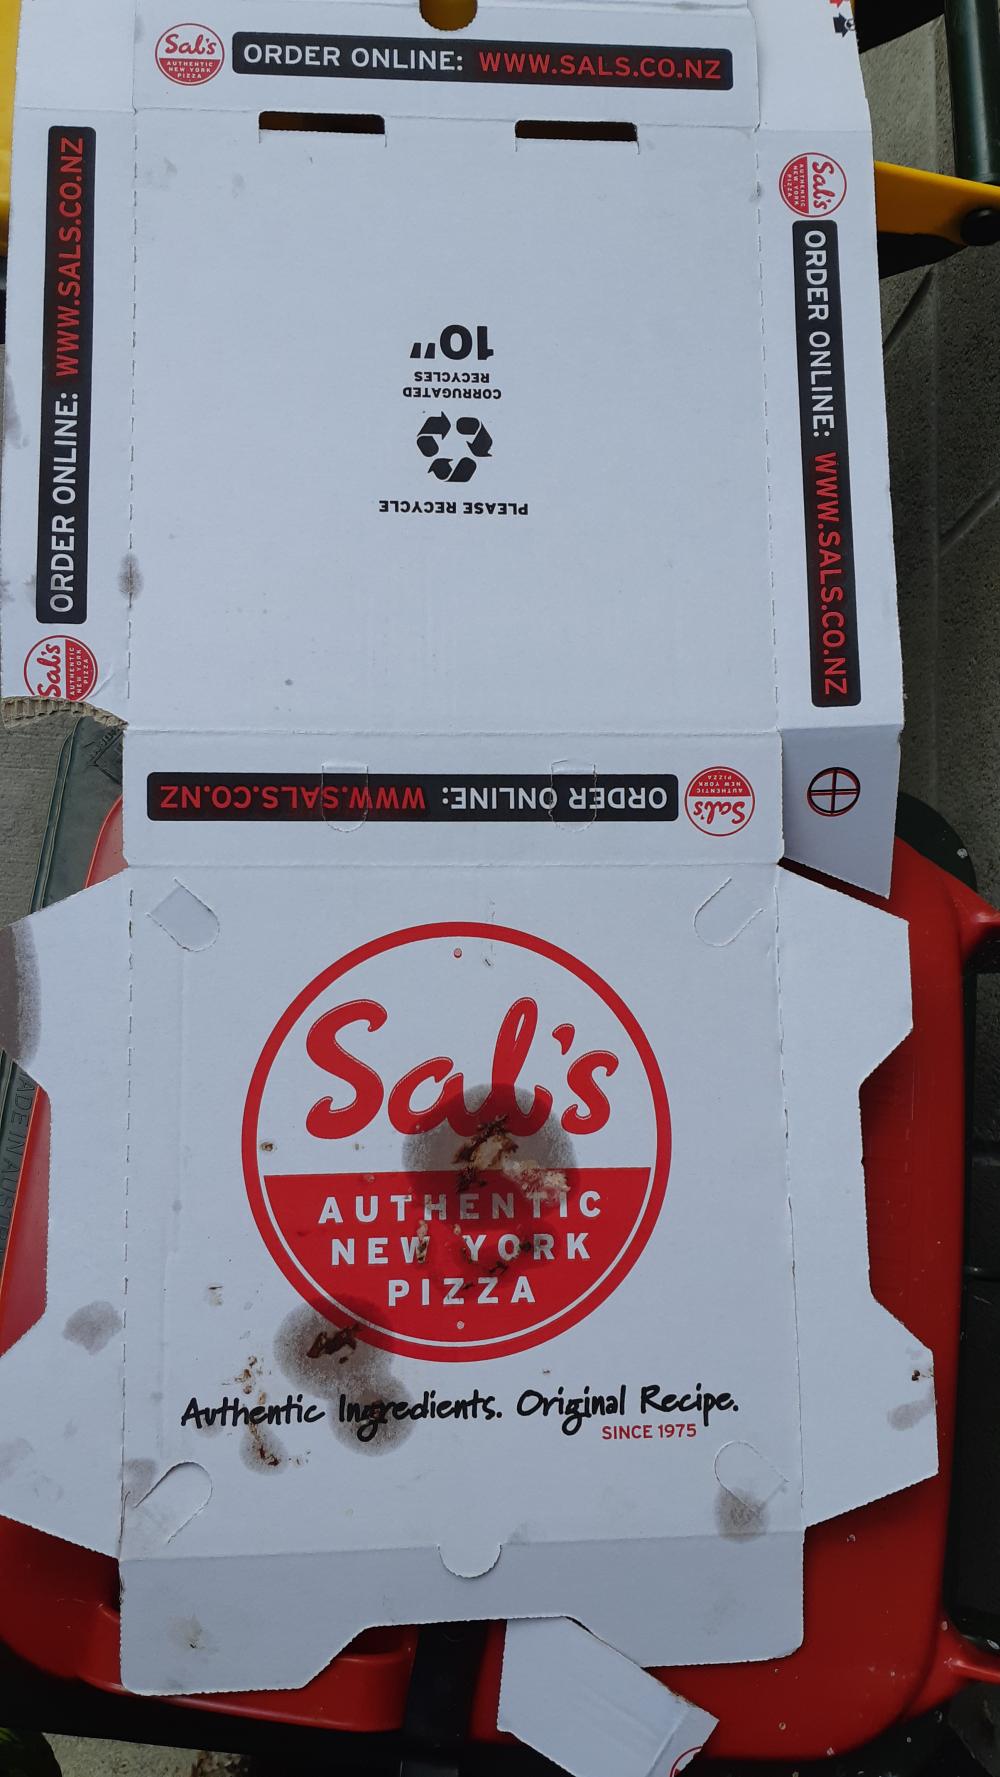 Sal's
AUTHENTIC
NEW YORK
PIZZA
ORDER ONLINE: WWW.SALS.CO.NZ
ORDER ONLINE: WWW.SALS.CO.NZ
Sal's
AUTHENTIC
NEW YORK
PIZZA
Sal's
AUTHENTIC
NEW YORK
PIZZA
ORDER ONLINE: WWW.SALS.CO.NZ
PLEASE RECYCLE
CORRUGATED
RECYCLES
10"
Sal's
AUTHENTIC
NEW YORK
PIZZA
ORDER ONLINE: WWW.SALS.CO.NZ
Sal's
AUTHENTIC
NEW YORK
PIZZA
Authentic Ingredients. Original Recipe.
SINCE 1975